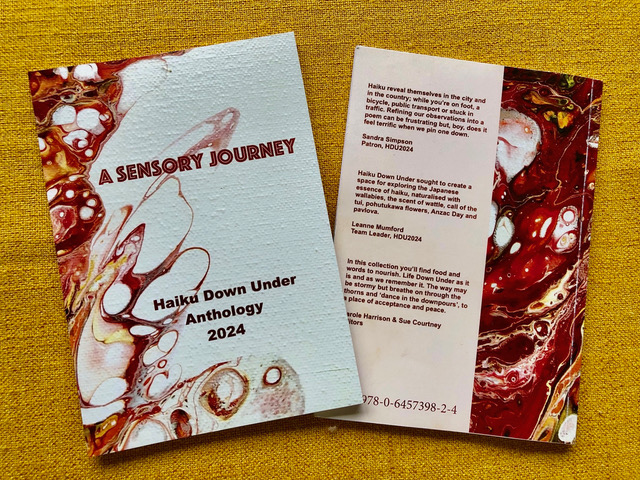 A SENSORY JOURNEY
Haiku Down Under
Anthology
2024
Haiku reveal themselves in the city and
in the country; while you're on foot, a
bicycle, public transport or stuck in
traffic. Refining our observations into a
poem can be frustrating but, boy, does it
feel terrific when we pin one down.
Sandra Simpson
Patron, HDU2024
Haiku Down Under sought to create a
space for exploring the Japanese
essence of haiku, naturalised with
wallabies, the scent of wattle, call of the
tui, pohutukawa flowers, Anzac Day and
pavlova.
Leanne Mumford
Team Leader, HDU2024
In this collection you'll find food and
words to nourish. Life Down Under as it
is and as we remember it. The way may
be stormy but breathe on through the
thorns and 'dance in the downpours', to
a place of acceptance and peace.
arole Harrison & Sue Courtney
itors
978-0-6457398-2-4